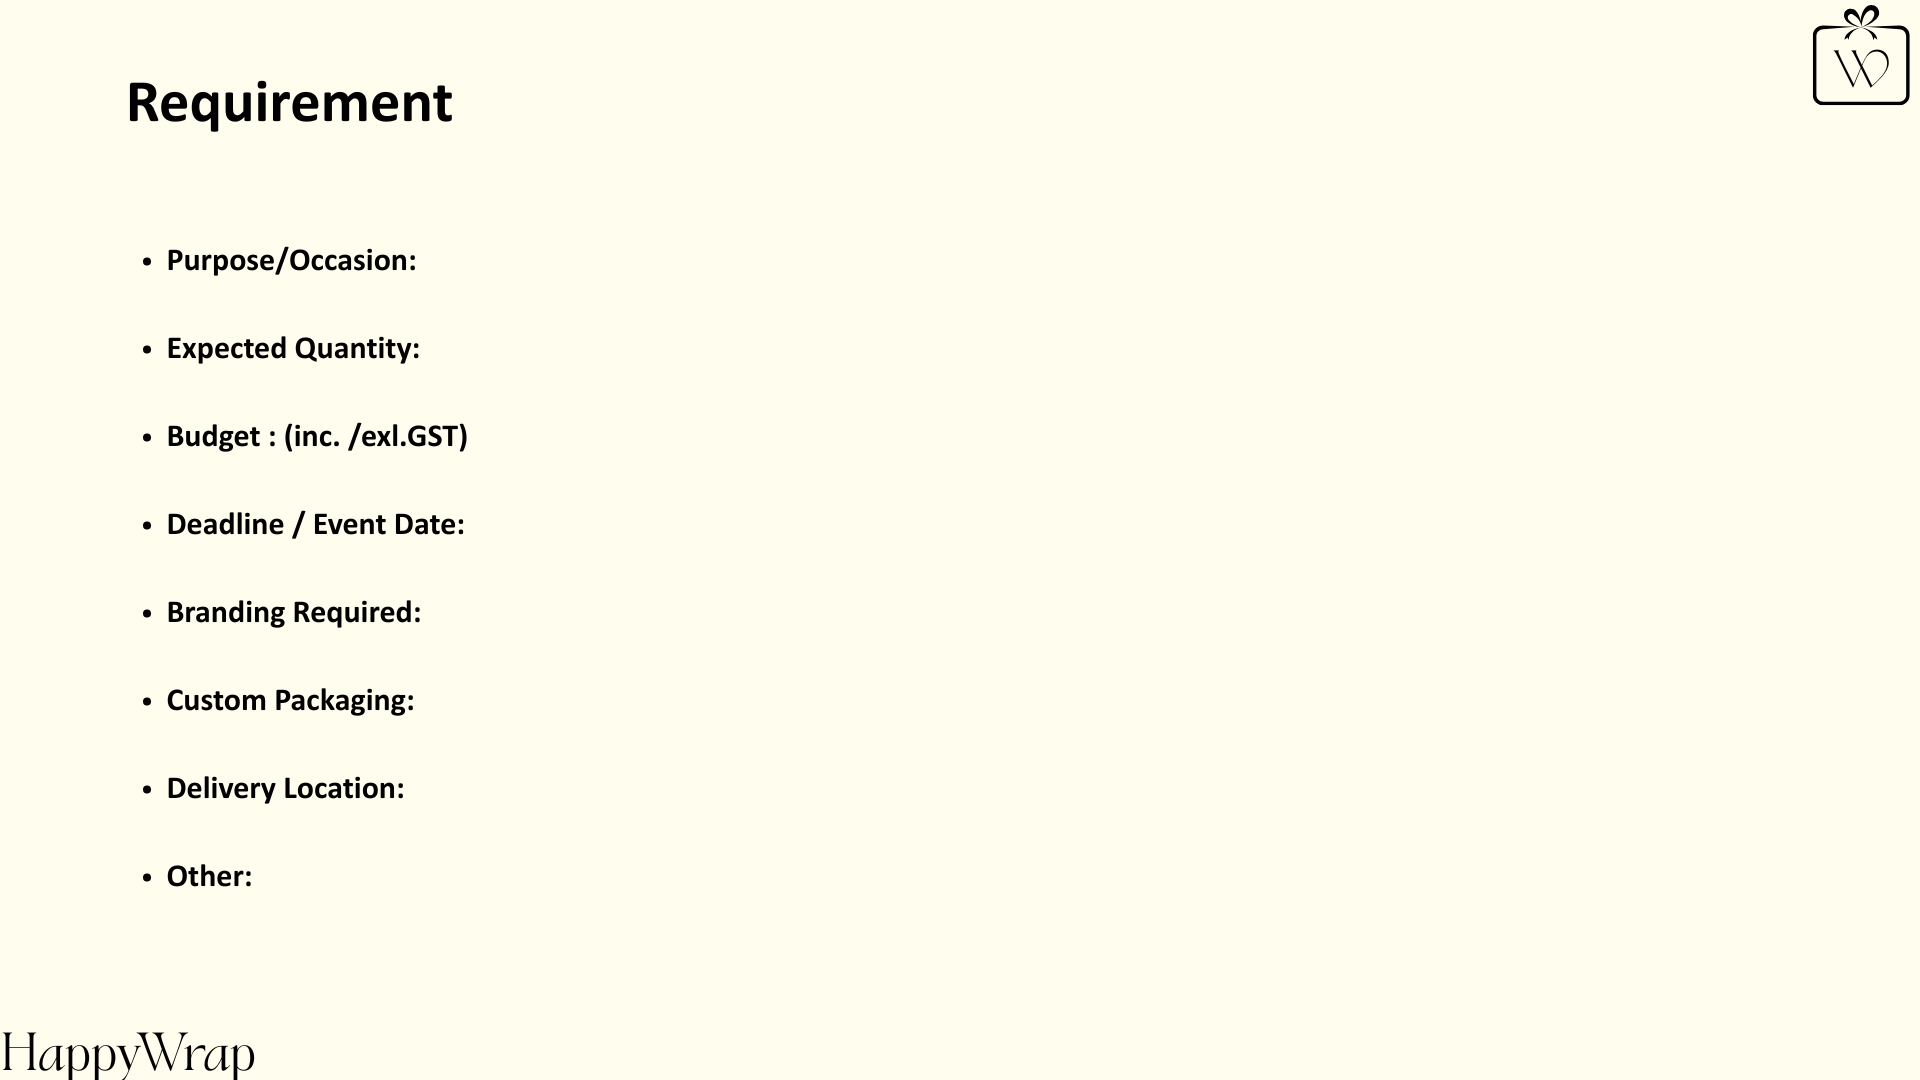 Requirement
• Purpose/Occasion:
• Expected Quantity:
• Budget : (inc. /exl.GST)
• Deadline / Event Date:
• Branding Required:
• Custom Packaging:
• Delivery Location:
• Other:
W
HappyWrap